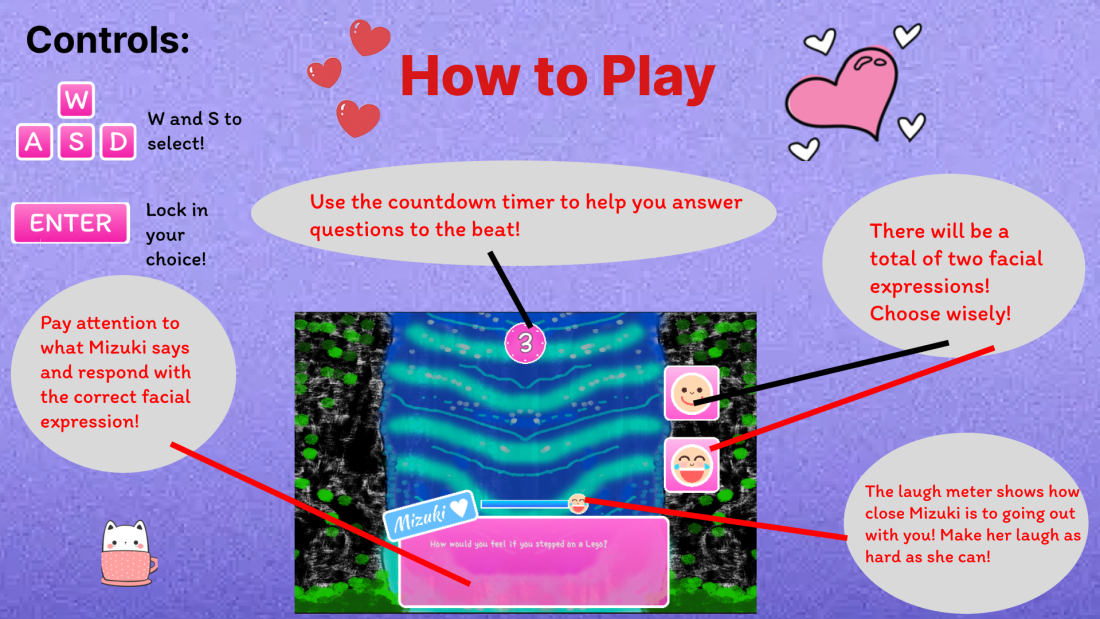 Controls:
How to Play
W
A S D
W and S to
select!
ENTER
Lock in
your
choice!
Use the countdown timer to help you answer
questions to the beat!
There will be a
total of two facial
expressions!
Choose wisely!
Pay attention to
what Mizuki says
and respond with
the correct facial
expression!
3
Mizuki
How would you feel if you stepped on a Lego?
The laugh meter shows how
close Mizuki is to going out
with you! Make her laugh as
hard as she can!